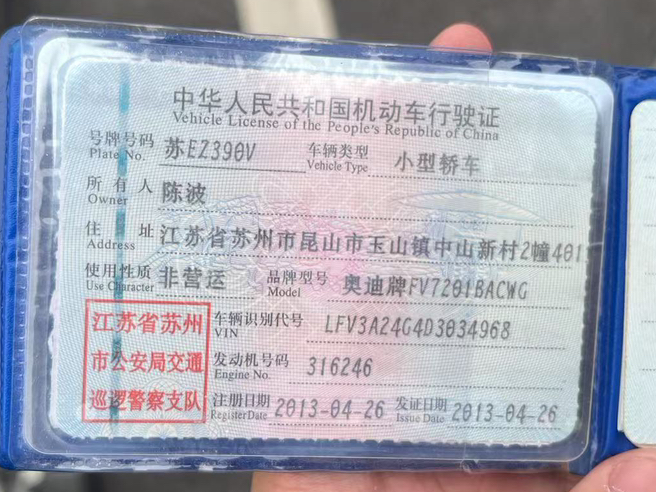 中华人民共和国机动车行驶证
Vehicle License of the People's Republic of China
号牌号码 苏EZ390V 车辆类型 小型轿车
Plate No. Vehicle Type
所有人 陈波
Owner
住址 江苏省苏州市昆山市玉山镇中山新村2幢401
Address
使用性质 非营运 品牌型号 奥迪牌FV7201BACWG
Use Character Model
江苏省苏州 车辆识别代号 LFV3A24G4D3034968
VIN
市公安局交通 发动机号码 316246
Engine No.
巡逻警察支队 注册日期 2013-04-26 发证日期 2013-04-26
Register Date Issue Date